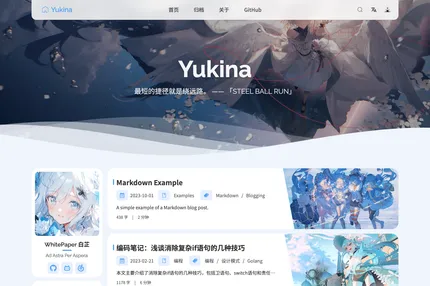 Yukina
首页 归档 关于 GitHub
Yukina
最短的捷径就是绕远路。 —— 「STEEL BALL RUN」
Markdown Example
2023-10-01 Examples Markdown / Blogging
A simple example of a Markdown blog post.
438 字 | 2 分钟
WhitePaper 白芷
Ad Astra Per Aspera
编码笔记：浅谈消除复杂if语句的几种技巧
2023-02-21 编程 编程 / 设计模式 / Golang
本文主要介绍了消除复杂if语句的几种技巧，包括卫语句、switch语句和责任…
1178 字 | 6 分钟